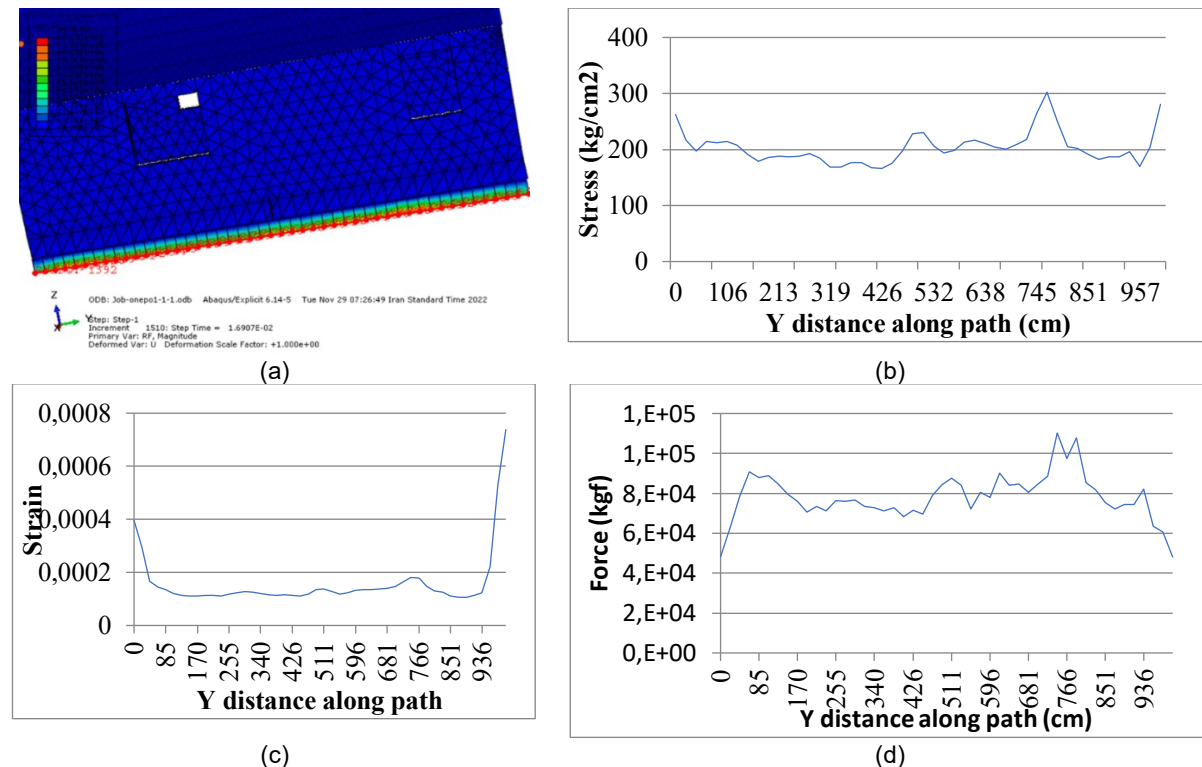 Z
Y
X
ODB: Job-onepo1-1-1.odb Abaqus/Explicit 6.14-5 Tue Nov 29 07:26:49 Iran Standard Time 2022
Step: Step-1
Increment 1510: Step Time = 1.6907E-02
Primary Var: RF, Magnitude
Deformed Var: U Deformation Scale Factor: +1.000e+00
(a)
Stress (kg/cm2)
400
300
200
100
0
0 106 213 319 426 532 638 745 851 957
Y distance along path (cm)
(b)
Strain
0,0008
0,0006
0,0004
0,0002
0
0 85 170 255 340 426 511 596 681 766 851 936
Y distance along path
(c)
Force (kgf)
1,E+05
1,E+05
8,E+04
6,E+04
4,E+04
2,E+04
0,E+00
0 85 170 255 340 426 511 596 681 766 851 936
Y distance along path (cm)
(d)